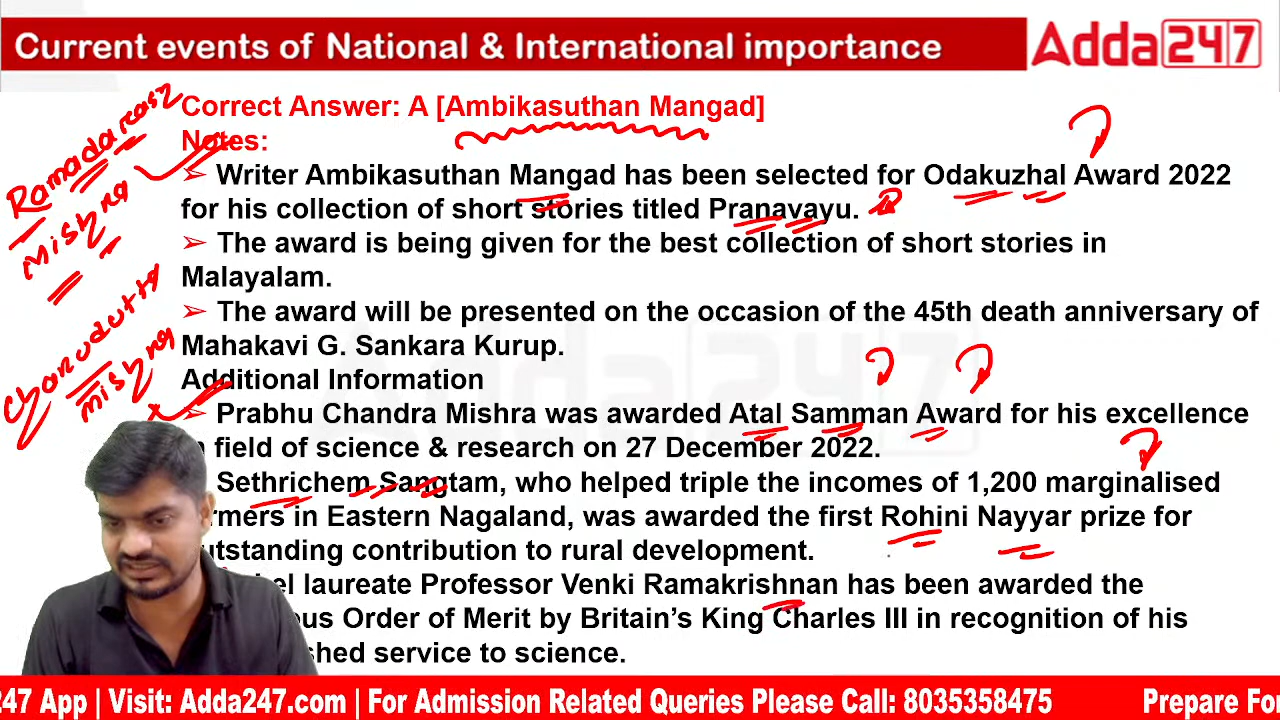 Current events of National & International importance
Adda247
Correct Answer: A [Ambikasuthan Mangad]
Notes:
➢ Writer Ambikasuthan Mangad has been selected for Odakuzhal Award 2022
for his collection of short stories titled Pranavayu.
➢ The award is being given for the best collection of short stories in
Malayalam.
➢ The award will be presented on the occasion of the 45th death anniversary of
Mahakavi G. Sankara Kurup.
Additional Information
➢ Prabhu Chandra Mishra was awarded Atal Samman Award for his excellence
field of science & research on 27 December 2022.
Sethrichem Sangtam, who helped triple the incomes of 1,200 marginalised
rmers in Eastern Nagaland, was awarded the first Rohini Nayyar prize for
utstanding contribution to rural development.
el laureate Professor Venki Ramakrishnan has been awarded the
ous Order of Merit by Britain's King Charles III in recognition of his
shed service to science.
Mishra
Mishra
247 App | Visit: Adda247.com | For Admission Related Queries Please Call: 8035358475
Prepare Fo